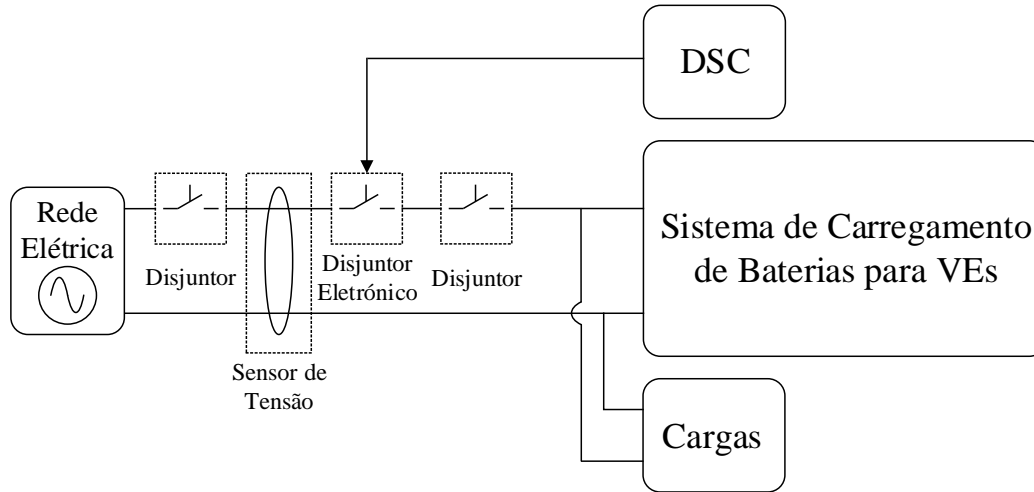 DSC
Rede
Elétrica
Disjuntor
Disjuntor
Eletrónico
Disjuntor
Sensor de
Tensão
Sistema de Carregamento
de Baterias para VEs
Cargas